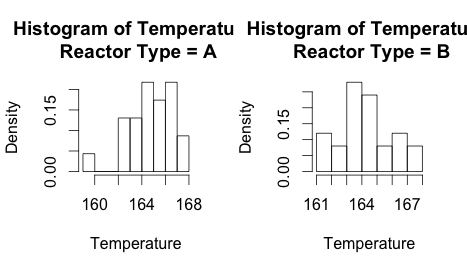 Histogram of Temperatu
Reactor Type = A
Density
0.00 0.15
160 164 168
Temperature
Histogram of Temperatu
Reactor Type = B
Density
0.00 0.15
161 164 167
Temperature